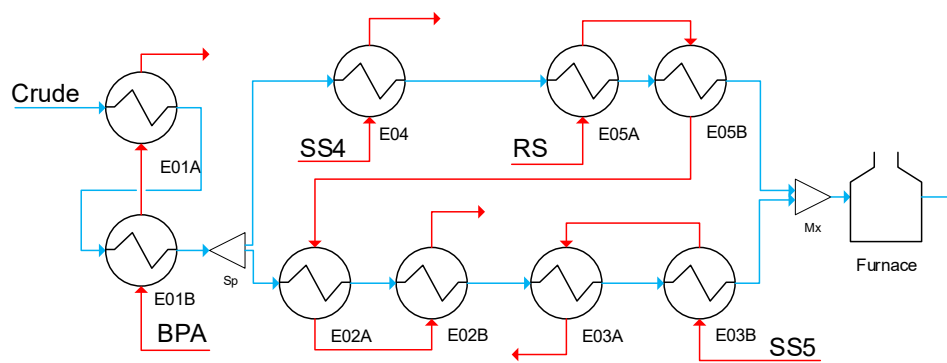 Crude
E01A
E01B
BPA
Sp
SS4
E04
RS
E05A
E05B
E02A
E02B
E03A
E03B
SS5
Mx
Furnace